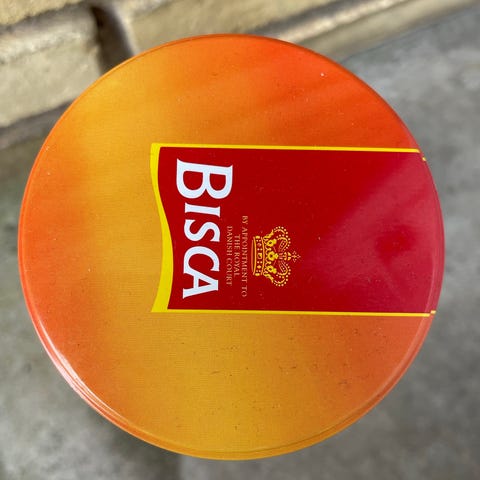 BY APPOINTMENT TO
THE ROYAL
DANISH COURT
BISCA